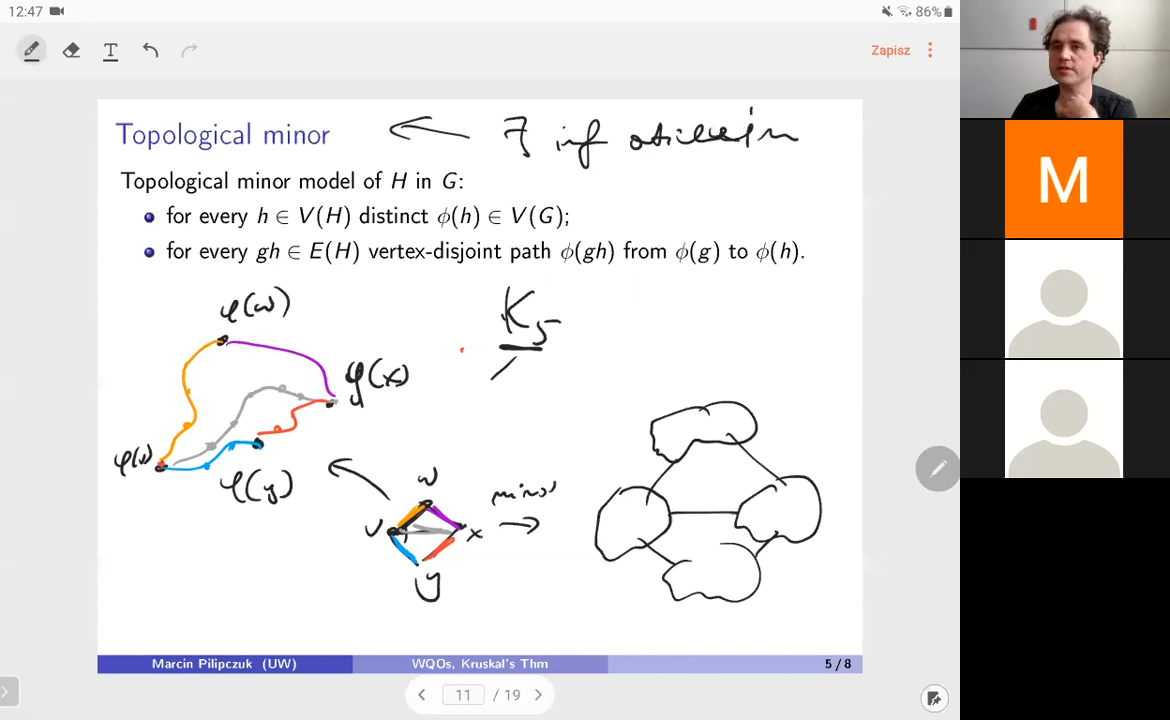 12:47
86%
T
Zapisz
Topological minor
∃ inf
Topological minor model of H in G:
for every h ∈ V(H) distinct ϕ(h) ∈ V(G);
for every gh ∈ E(H) vertex-disjoint path ϕ(gh) from ϕ(g) to ϕ(h).
φ(w)
K₅
φ(x)
φ(v)
φ(y)
w
minor
v
x
y
M
Marcin Pilipczuk (UW)
WQOs, Kruskal's Thm
5 / 8
11 / 19